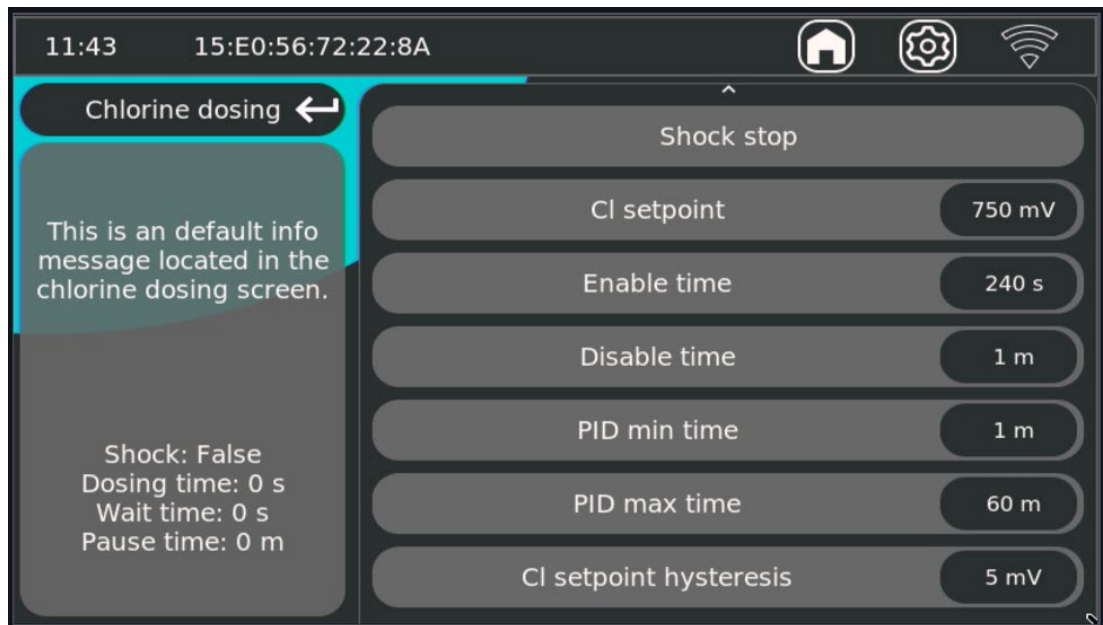 11:43 15:E0:56:72:22:8A
Chlorine dosing
This is an default info
message located in the
chlorine dosing screen.
Shock: False
Dosing time: 0 s
Wait time: 0 s
Pause time: 0 m
Shock stop
Cl setpoint 750 mV
Enable time 240 s
Disable time 1 m
PID min time 1 m
PID max time 60 m
Cl setpoint hysteresis 5 mV